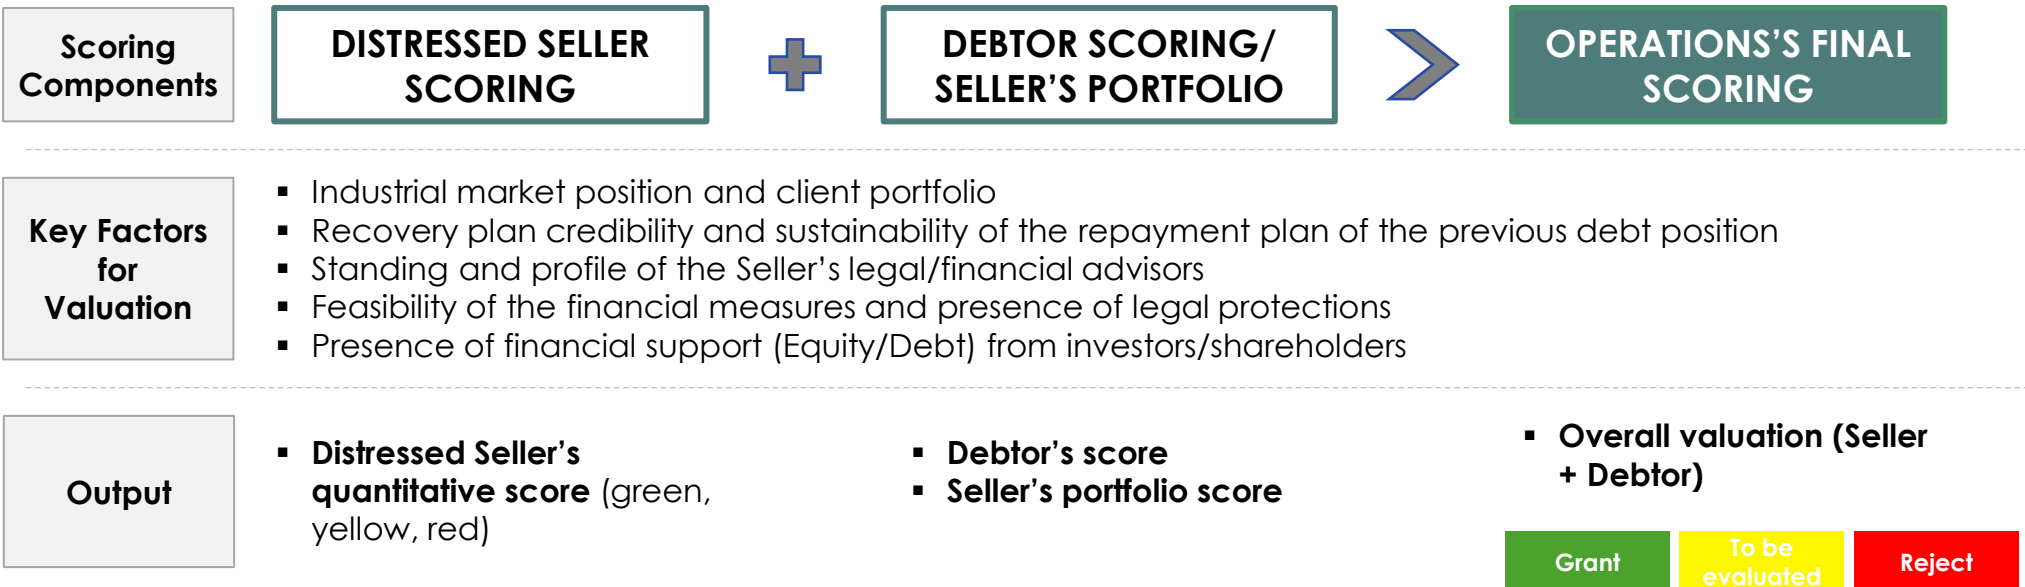 Scoring
Components
DISTRESSED SELLER
SCORING
DEBTOR SCORING/
SELLER’S PORTFOLIO
OPERATIONS’S FINAL
SCORING
Key Factors
for
Valuation
▪ Industrial market position and client portfolio
▪ Recovery plan credibility and sustainability of the repayment plan of the previous debt position
▪ Standing and profile of the Seller’s legal/financial advisors
▪ Feasibility of the financial measures and presence of legal protections
▪ Presence of financial support (Equity/Debt) from investors/shareholders
Output
▪ Distressed Seller’s
quantitative score (green,
yellow, red)
▪ Debtor’s score
▪ Seller’s portfolio score
▪ Overall valuation (Seller
+ Debtor)
Grant
To be
evaluated
Reject